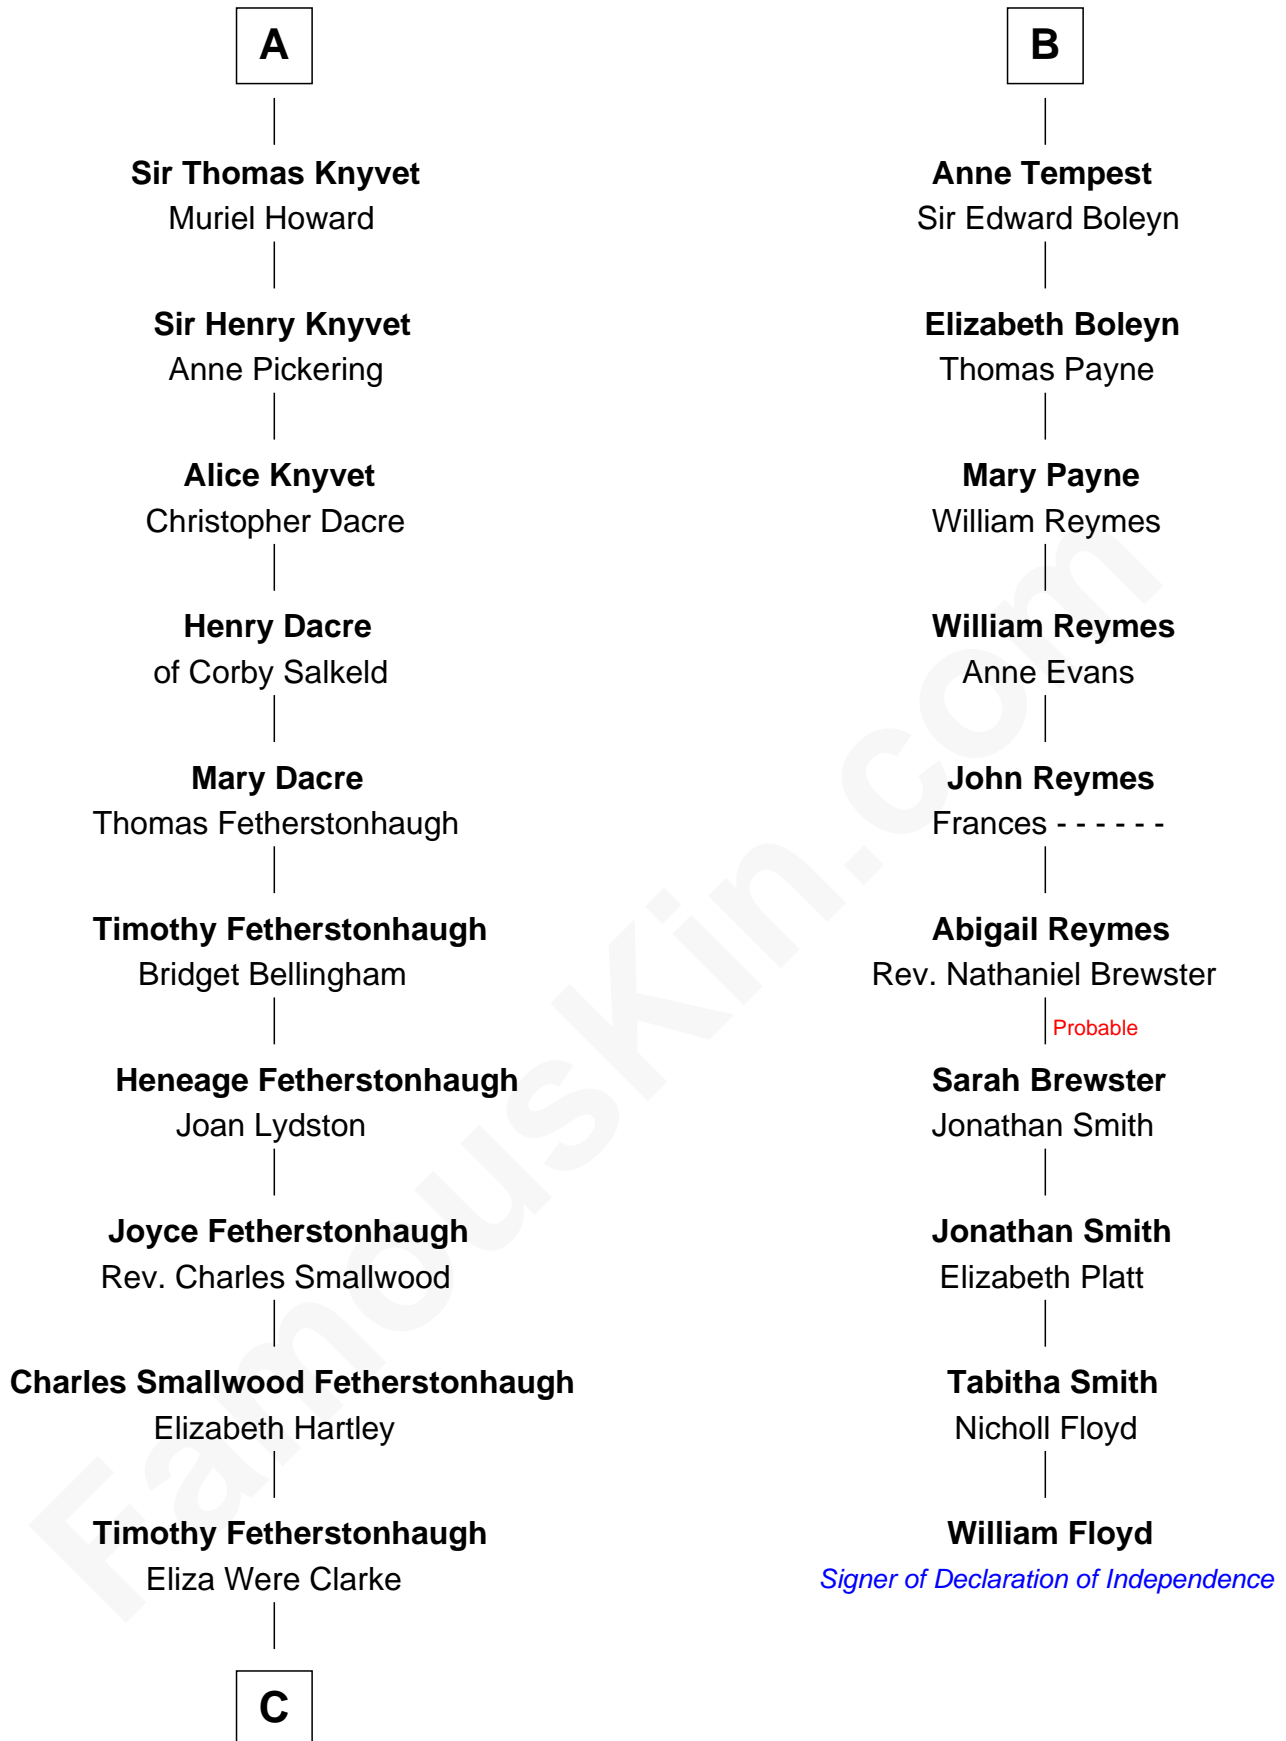 A
Sir Thomas Knyvet
Muriel Howard
Sir Henry Knyvet
Anne Pickering
Alice Knyvet
Christopher Dacre
Henry Dacre
of Corby Salkeld
Mary Dacre
Thomas Fetherstonhaugh
Timothy Fetherstonhaugh
Bridget Bellingham
Heneage Fetherstonhaugh
Joan Lydston
Joyce Fetherstonhaugh
Rev. Charles Smallwood
Charles Smallwood Fetherstonhaugh
Elizabeth Hartley
Timothy Fetherstonhaugh
Eliza Were Clarke
C
B
Anne Tempest
Sir Edward Boleyn
Elizabeth Boleyn
Thomas Payne
Mary Payne
William Reymes
William Reymes
Anne Evans
John Reymes
Frances - - - - - -
Abigail Reymes
Rev. Nathaniel Brewster
Probable
Sarah Brewster
Jonathan Smith
Jonathan Smith
Elizabeth Platt
Tabitha Smith
Nicholl Floyd
William Floyd
Signer of Declaration of Independence
FamousKin.com